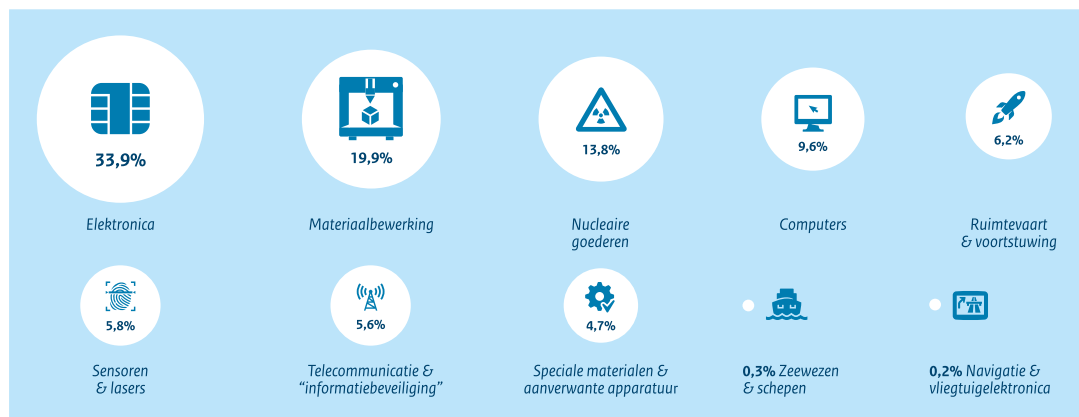 33,9%
Elektronica
19,9%
Materiaalbewerking
13,8%
Nucleaire
goederen
9,6%
Computers
6,2%
Ruimtevaart
& voortstuwing
5,8%
Sensoren
& lasers
5,6%
Telecommunicatie &
“informatiebeveiliging”
4,7%
Speciale materialen &
aanverwante apparatuur
0,3% Zeewezen
& schepen
0,2% Navigatie &
vliegtuigelektronica